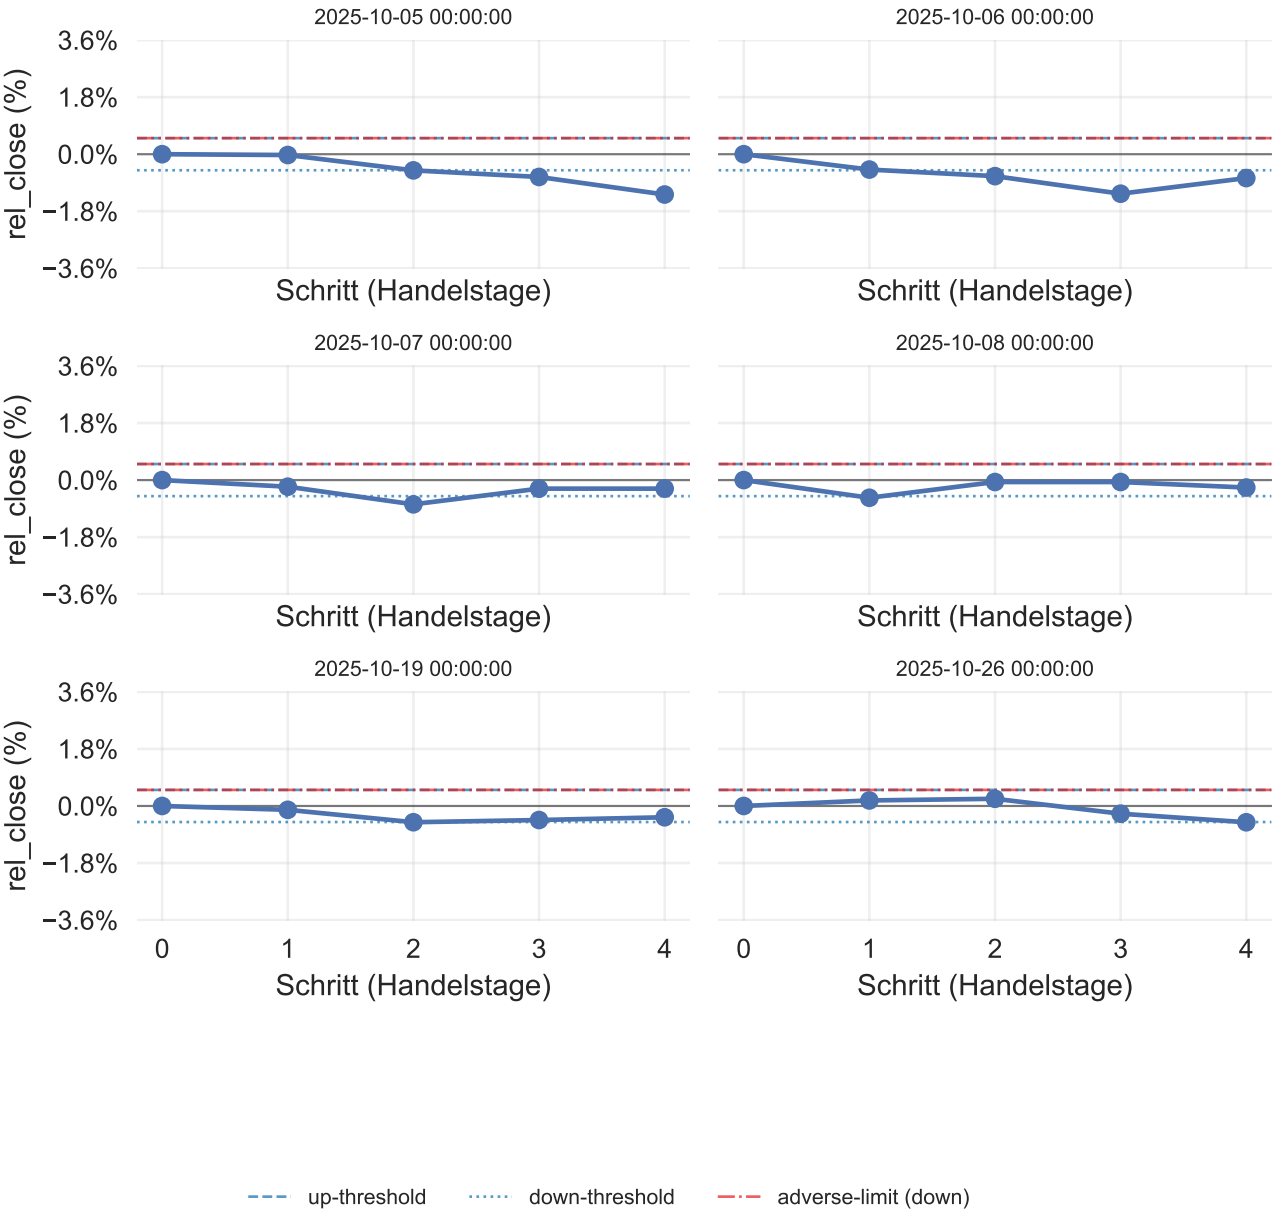 2025-10-05 00:00:00
2025-10-06 00:00:00
rel_close (%)
3.6%
1.8%
0.0%
−1.8%
−3.6%
Schritt (Handelstage)
Schritt (Handelstage)
2025-10-07 00:00:00
2025-10-08 00:00:00
rel_close (%)
3.6%
1.8%
0.0%
−1.8%
−3.6%
Schritt (Handelstage)
Schritt (Handelstage)
2025-10-19 00:00:00
2025-10-26 00:00:00
rel_close (%)
3.6%
1.8%
0.0%
−1.8%
−3.6%
0 1 2 3 4
0 1 2 3 4
Schritt (Handelstage)
Schritt (Handelstage)
up-threshold
down-threshold
adverse-limit (down)